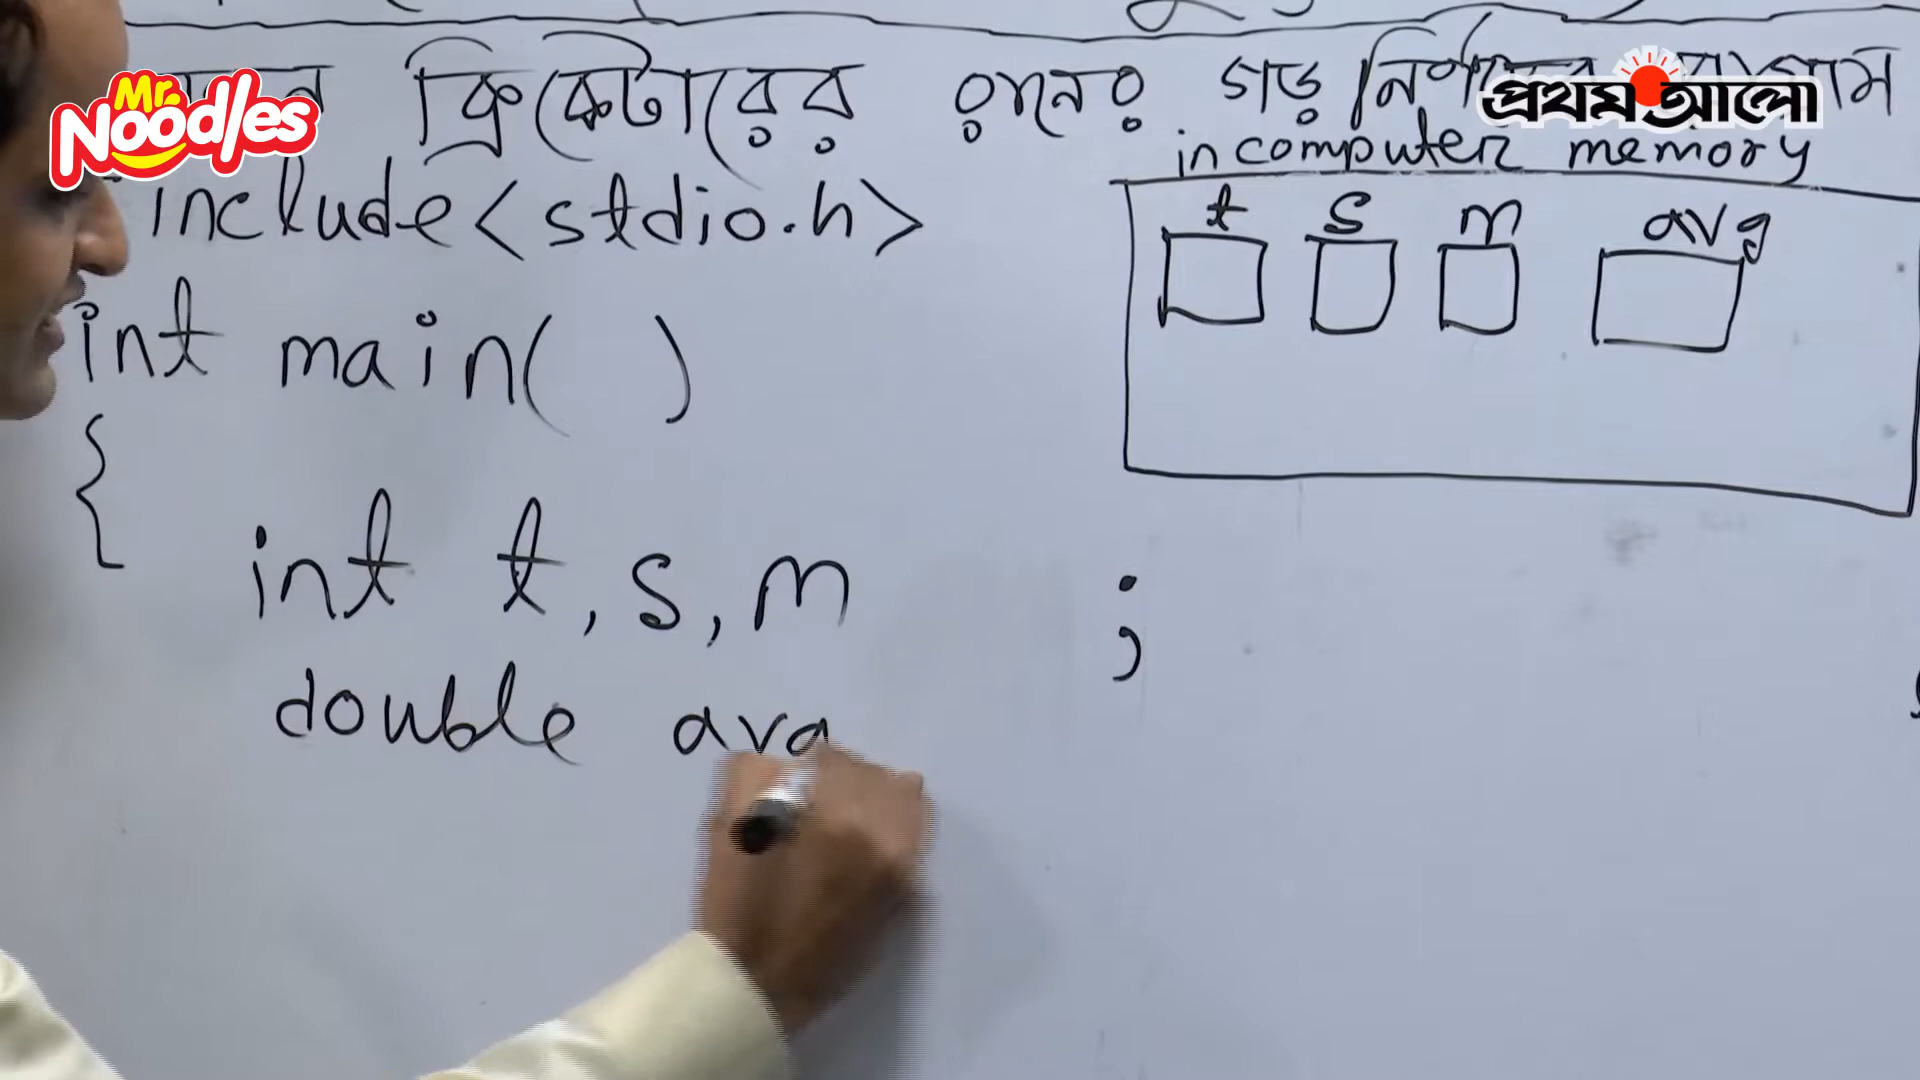 Mr. Noodles
প্রথম আলো
ক্রিকেটারের রানের গড় নির্ণয়ের
in computer memory
include<stdio.h>
t s m avg
int main( )
{
int t, s, m ;
double avg